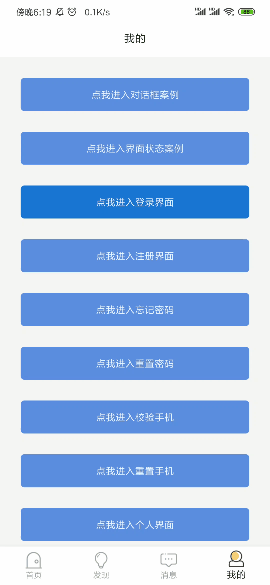 傍晚6:19 0.1K/s
我的
点我进入对话框案例
点我进入界面状态案例
点我进入登录界面
点我进入注册界面
点我进入忘记密码
点我进入重置密码
点我进入校验手机
点我进入重置手机
点我进入个人界面
首页 发现 消息 我的